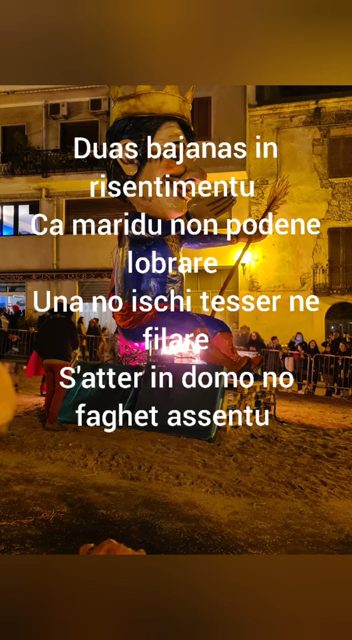 Duas bajanas in
risentimentu
Ca maridu non podene
lobrare
Una no ischi tesser ne
filare
S'atter in domo no
faghet assentu